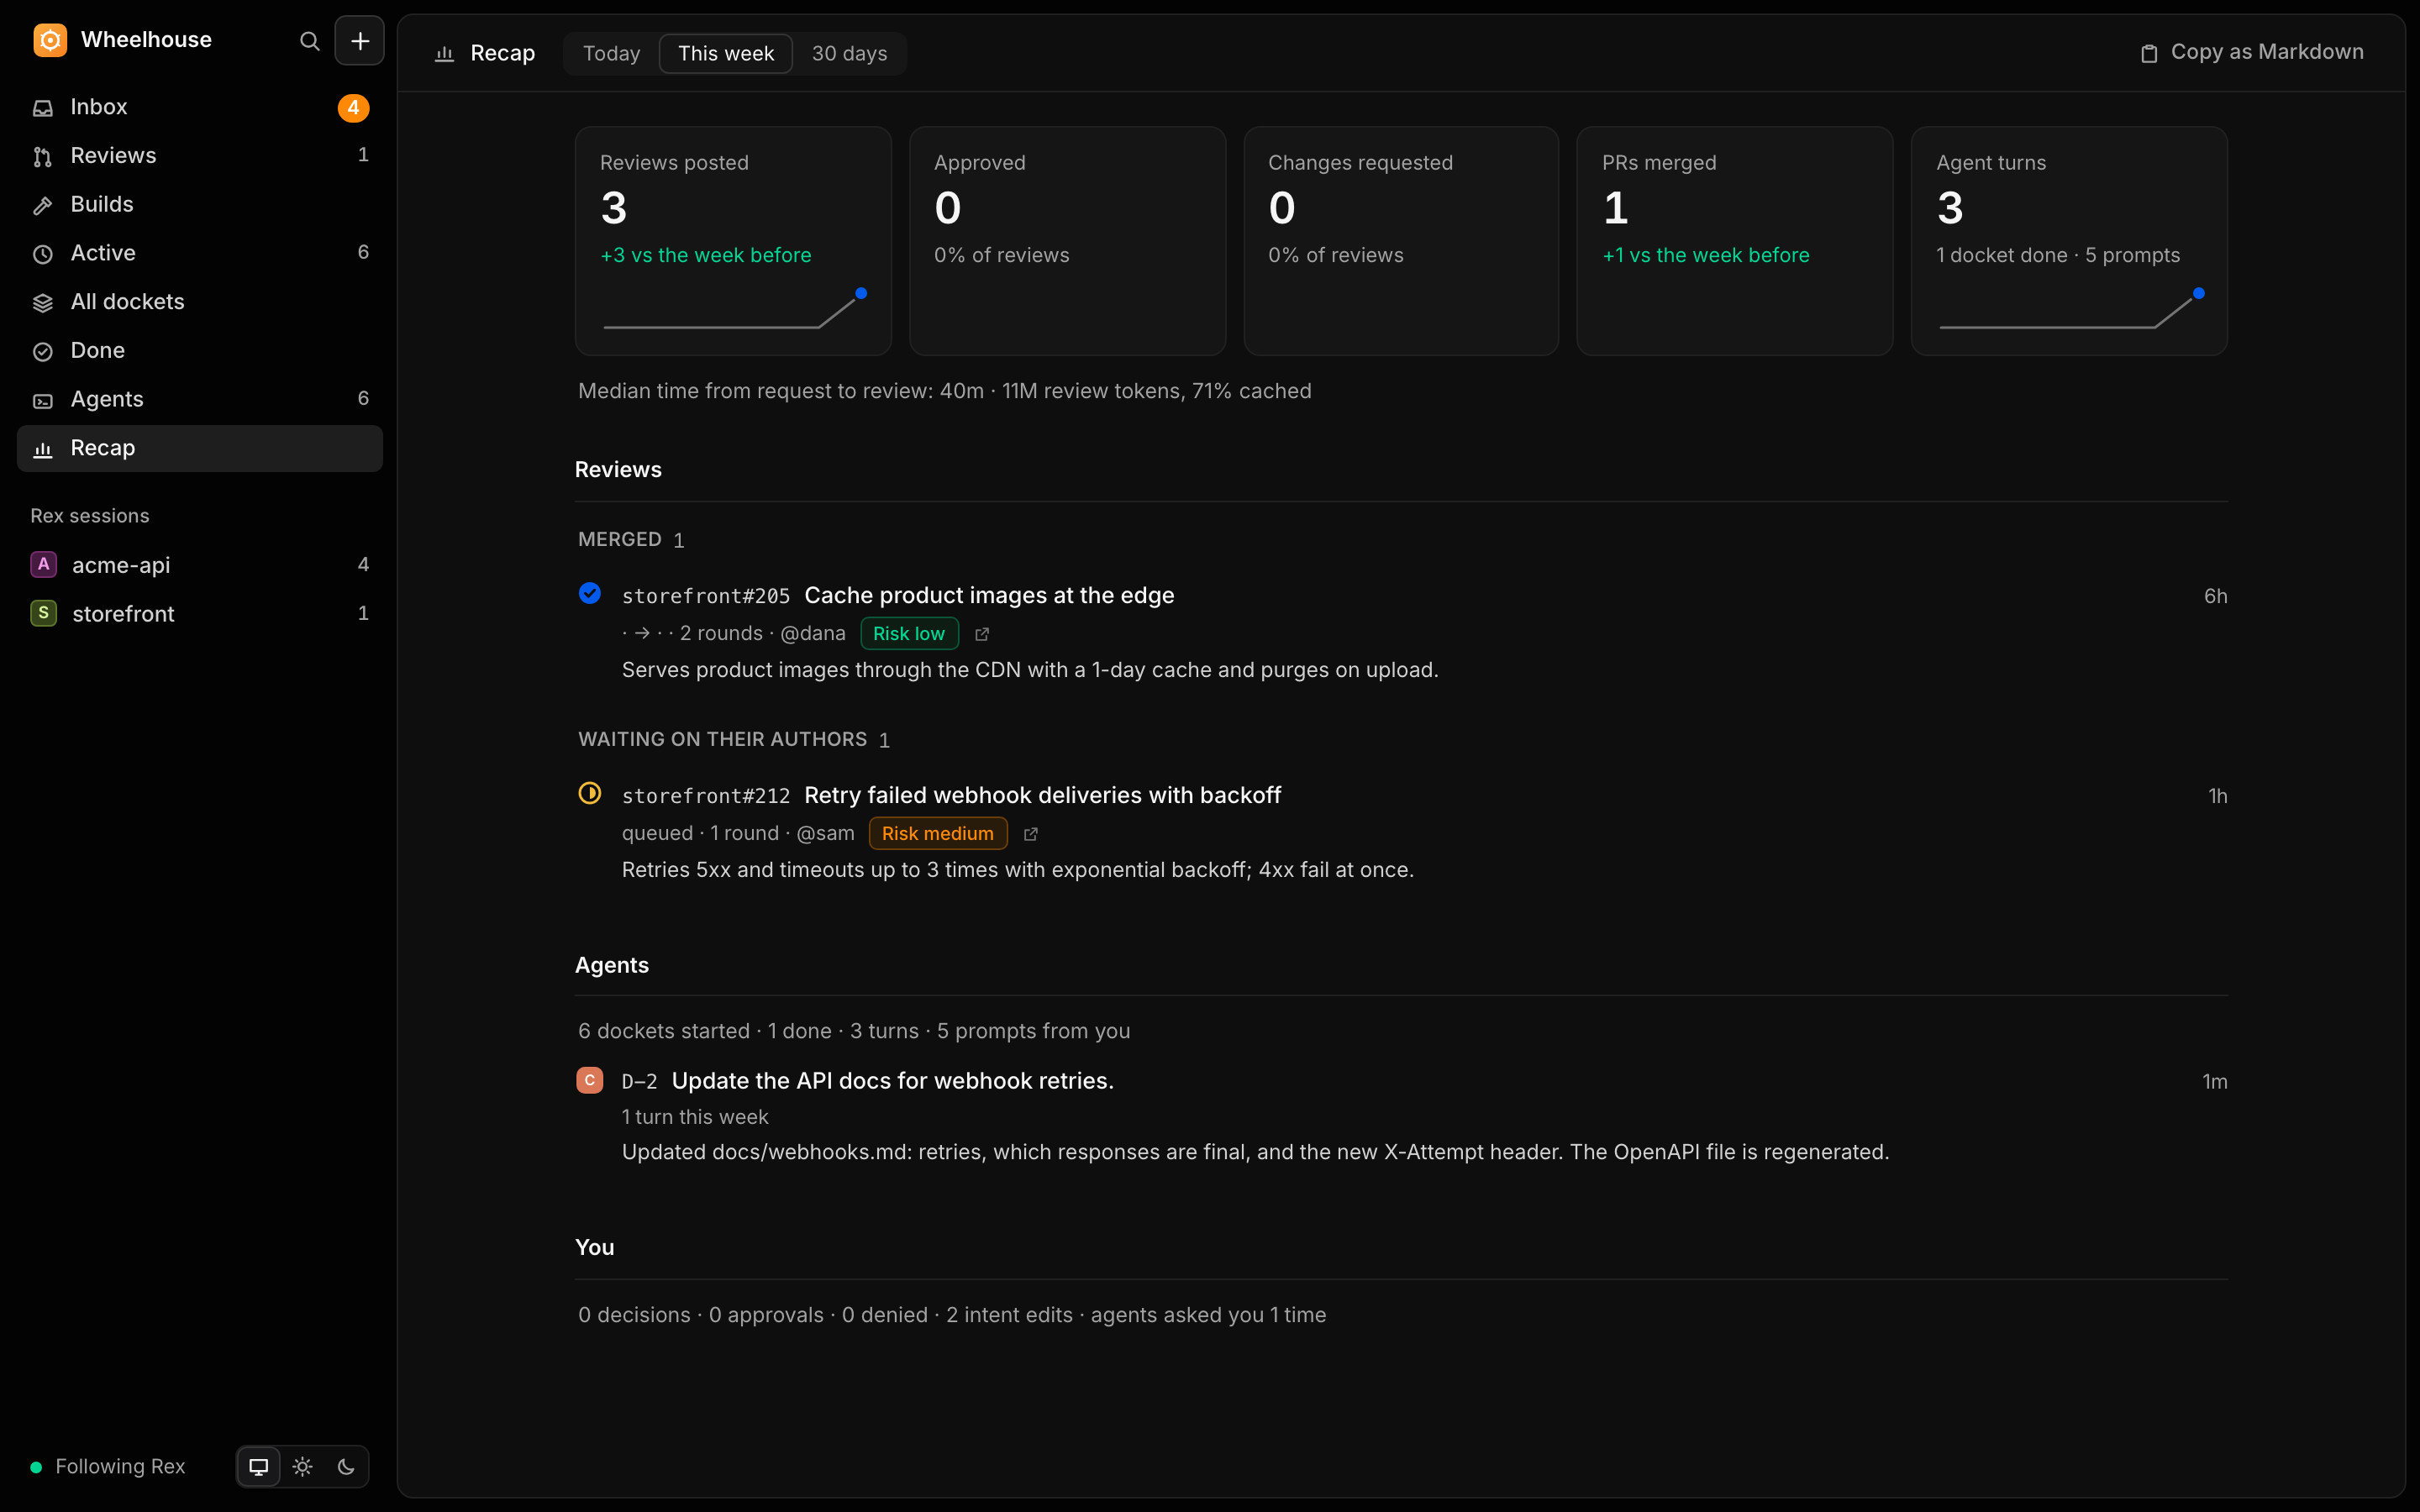 Wheelhouse
Inbox 4
Reviews 1
Builds
Active 6
All dockets
Done
Agents 6
Recap
Rex sessions
A acme-api 4
S storefront 1
Following Rex
Recap Today This week 30 days Copy as Markdown
Reviews posted
3
+3 vs the week before
Approved
0
0% of reviews
Changes requested
0
0% of reviews
PRs merged
1
+1 vs the week before
Agent turns
3
1 docket done · 5 prompts
Median time from request to review: 40m · 11M review tokens, 71% cached
Reviews
MERGED 1
storefront#205 Cache product images at the edge 6h
· → · · 2 rounds · @dana Risk low
Serves product images through the CDN with a 1-day cache and purges on upload.
WAITING ON THEIR AUTHORS 1
storefront#212 Retry failed webhook deliveries with backoff 1h
queued · 1 round · @sam Risk medium
Retries 5xx and timeouts up to 3 times with exponential backoff; 4xx fail at once.
Agents
6 dockets started · 1 done · 3 turns · 5 prompts from you
C D-2 Update the API docs for webhook retries. 1m
1 turn this week
Updated docs/webhooks.md: retries, which responses are final, and the new X-Attempt header. The OpenAPI file is regenerated.
You
0 decisions · 0 approvals · 0 denied · 2 intent edits · agents asked you 1 time